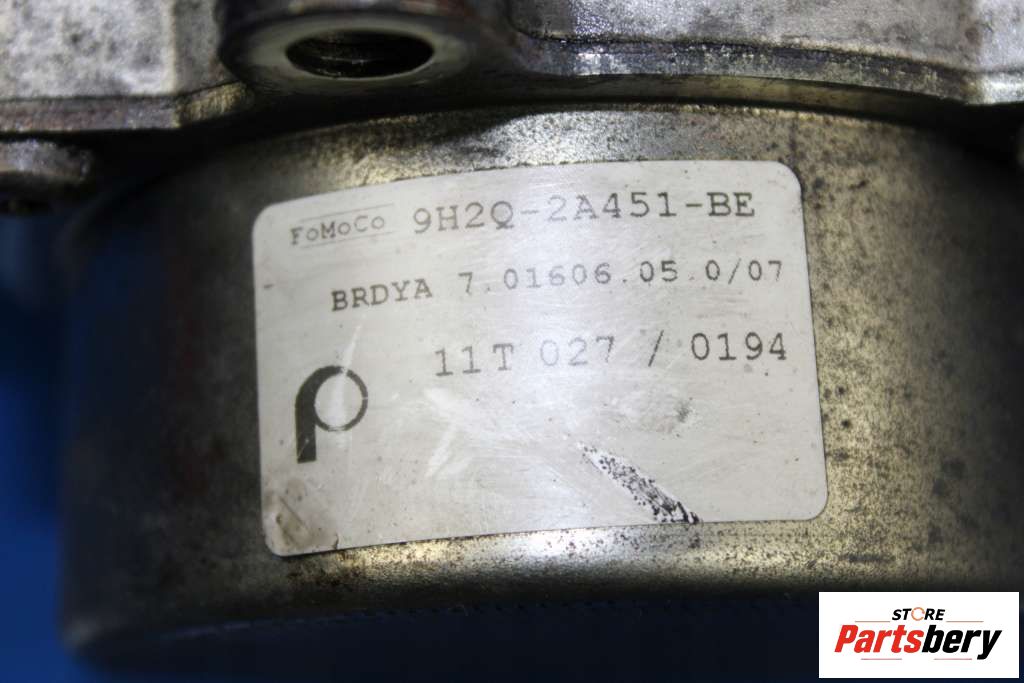 FoMoCo 9H2Q-2A451-BE
BRDYA 7.01606.05.0/07
11T 027 / 0194
STORE
Partsbery